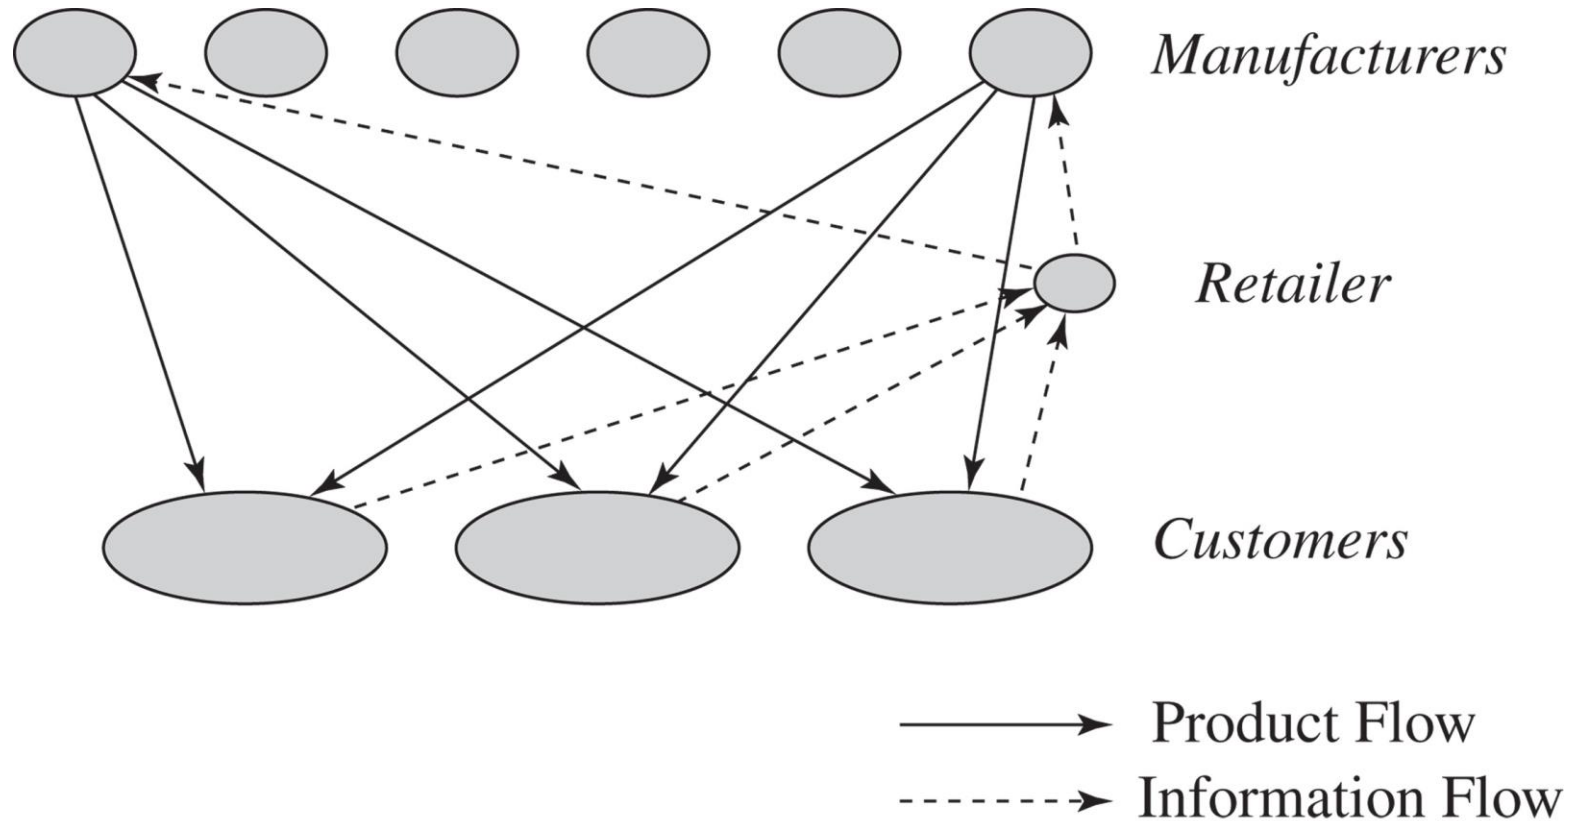 Manufacturers
Retailer
Customers
Product Flow
Information Flow